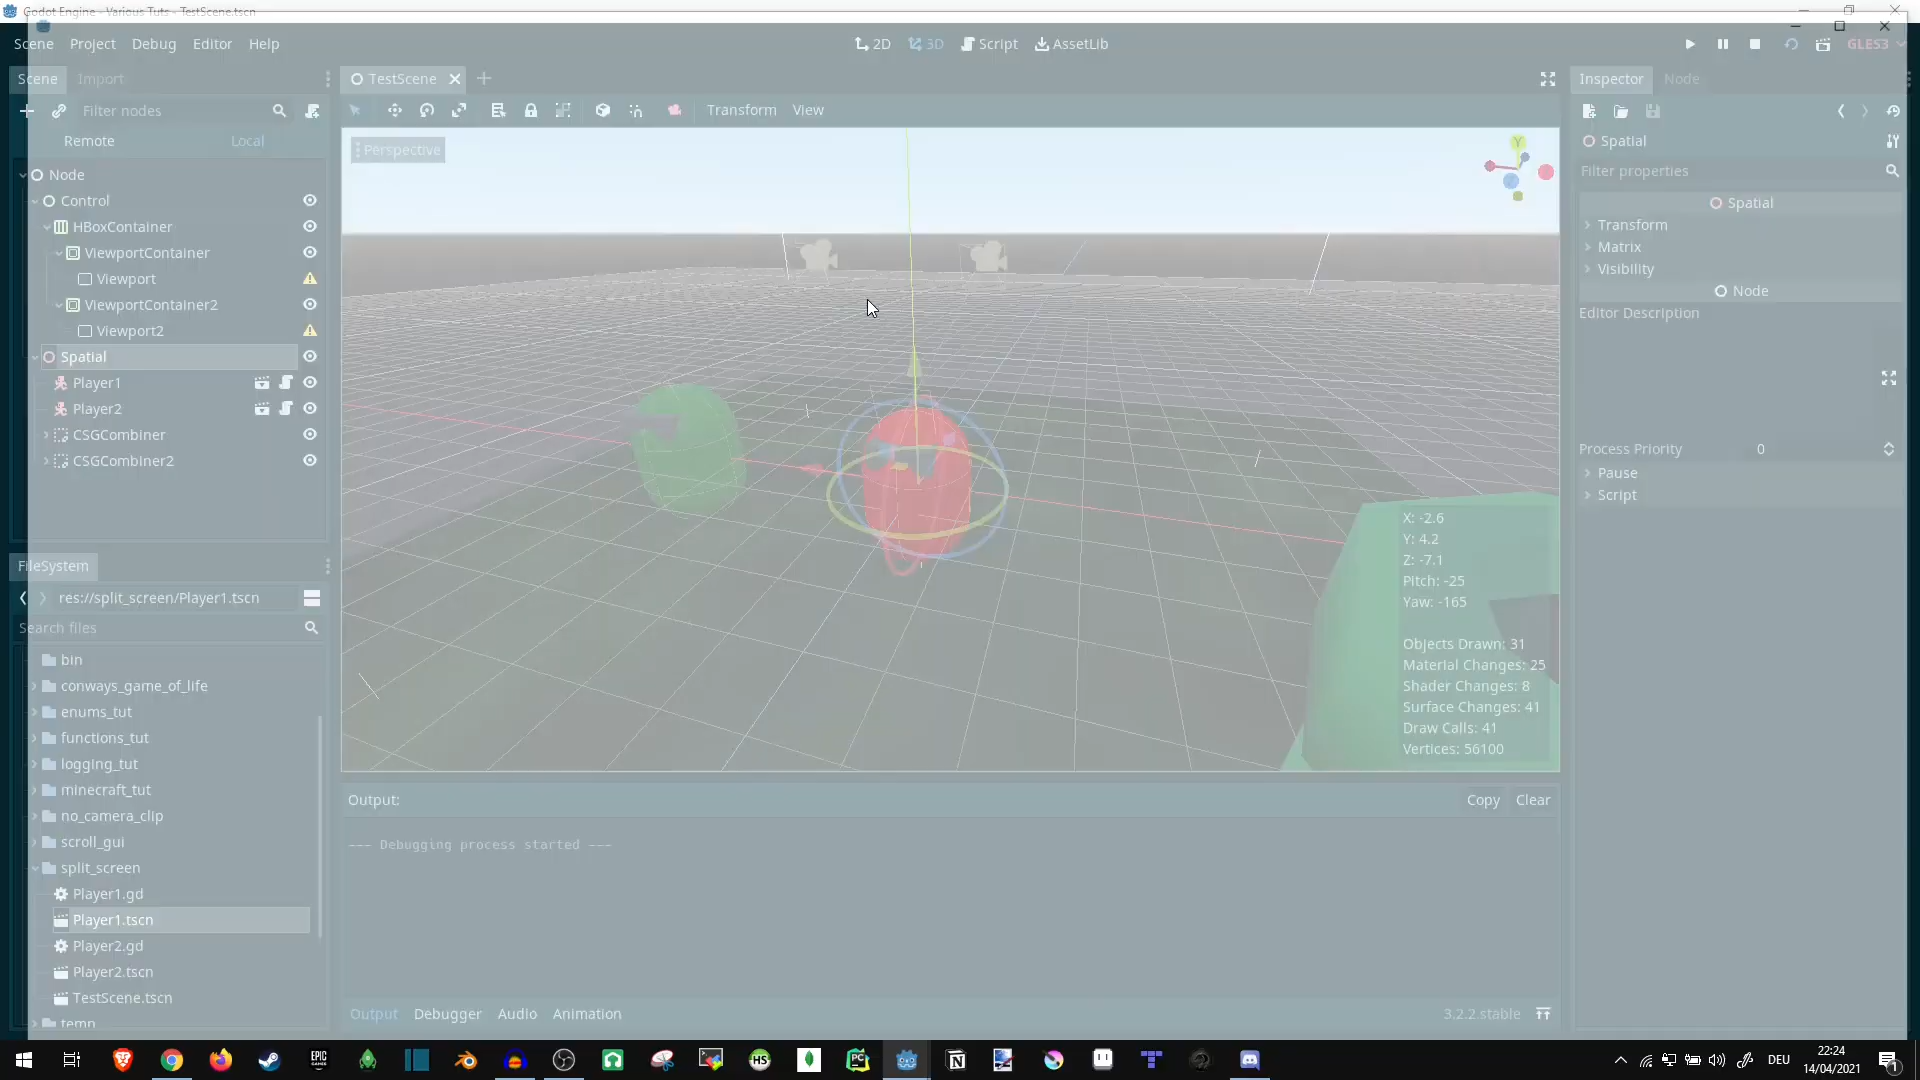 Godot Engine - Various Tuts - TestScene.tscn
Scene Project Debug Editor Help
2D 3D Script AssetLib
GLES3
Scene Import
Filter nodes
Remote Local
Node
Control
HBoxContainer
ViewportContainer
Viewport
ViewportContainer2
Viewport2
Spatial
Player1
Player2
CSGCombiner
CSGCombiner2
FileSystem
res://split_screen/Player1.tscn
Search files
bin
conways_game_of_life
enums_tut
functions_tut
logging_tut
minecraft_tut
no_camera_clip
scroll_gui
split_screen
Player1.gd
Player1.tscn
Player2.gd
Player2.tscn
TestScene.tscn
temp
TestScene
Transform View
Perspective
Y
X: -2.6
Y: 4.2
Z: -7.1
Pitch: -25
Yaw: -165
Objects Drawn: 31
Material Changes: 25
Shader Changes: 8
Surface Changes: 41
Draw Calls: 41
Vertices: 56100
Output:
Copy Clear
--- Debugging process started ---
Output Debugger Audio Animation
3.2.2.stable
Inspector Node
Spatial
Filter properties
Spatial
Transform
Matrix
Visibility
Node
Editor Description
Process Priority 0
Pause
Script
EPIC
HS
PC
DEU
22:24
14/04/2021
1